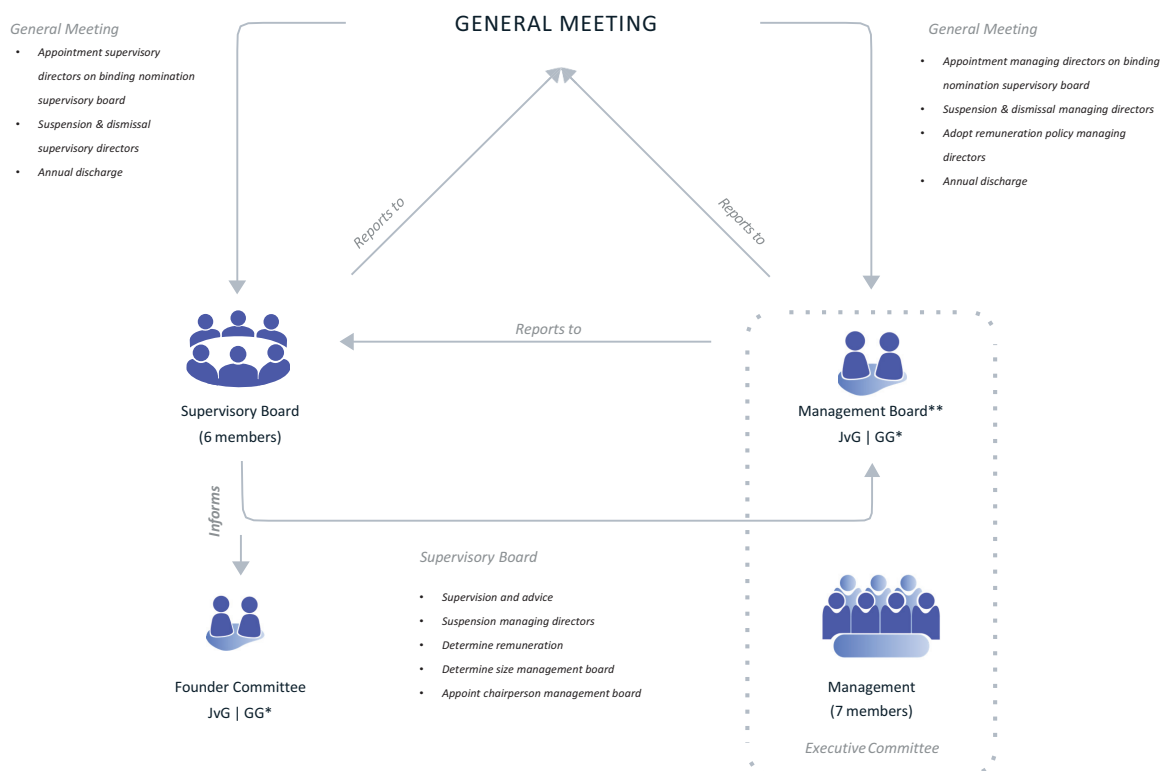 GENERAL MEETING
General Meeting
• Appointment supervisory
directors on binding nomination
supervisory board
• Suspension & dismissal
supervisory directors
• Annual discharge
General Meeting
• Appointment managing directors on binding
nomination supervisory board
• Suspension & dismissal managing directors
• Adopt remuneration policy managing
directors
• Annual discharge
Reports to
Reports to
Reports to
Supervisory Board
(6 members)
Management Board**
JvG | GG*
Informs
Supervisory Board
• Supervision and advice
• Suspension managing directors
• Determine remuneration
• Determine size management board
• Appoint chairperson management board
Founder Committee
JvG | GG*
Management
(7 members)
Executive Committee